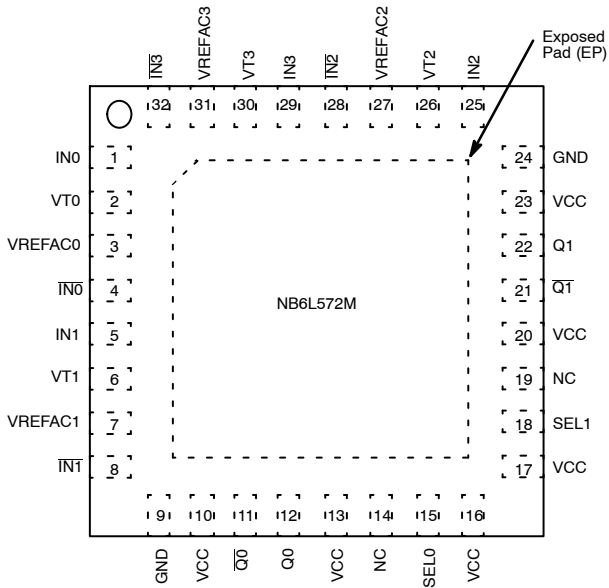 IN3
VREFAC3
VT3
IN3
IN2
VREFAC2
VT2
IN2
Exposed
Pad (EP)
32 31 30 29 28 27 26 25
IN0 1
VT0 2
VREFAC0 3
IN0 4
IN1 5
VT1 6
VREFAC1 7
IN1 8
NB6L572M
24 GND
23 VCC
22 Q1
21 Q1
20 VCC
19 NC
18 SEL1
17 VCC
9 10 11 12 13 14 15 16
GND
VCC
Q0
Q0
VCC
NC
SEL0
VCC